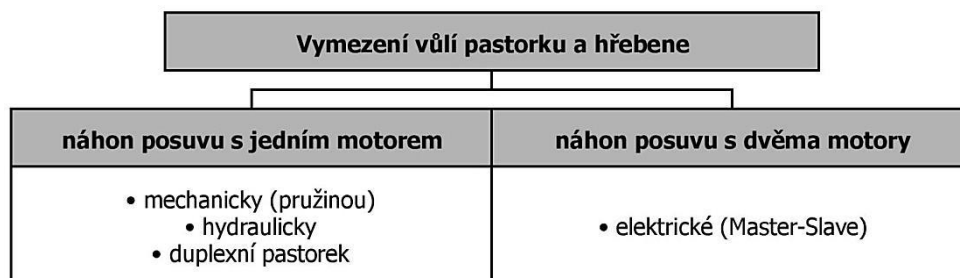 Vymezení vůlí pastorku a hřebene
náhon posuvu s jedním motorem
náhon posuvu s dvěma motory
• mechanicky (pružinou)
• hydraulicky
• duplexní pastorek
• elektrické (Master-Slave)